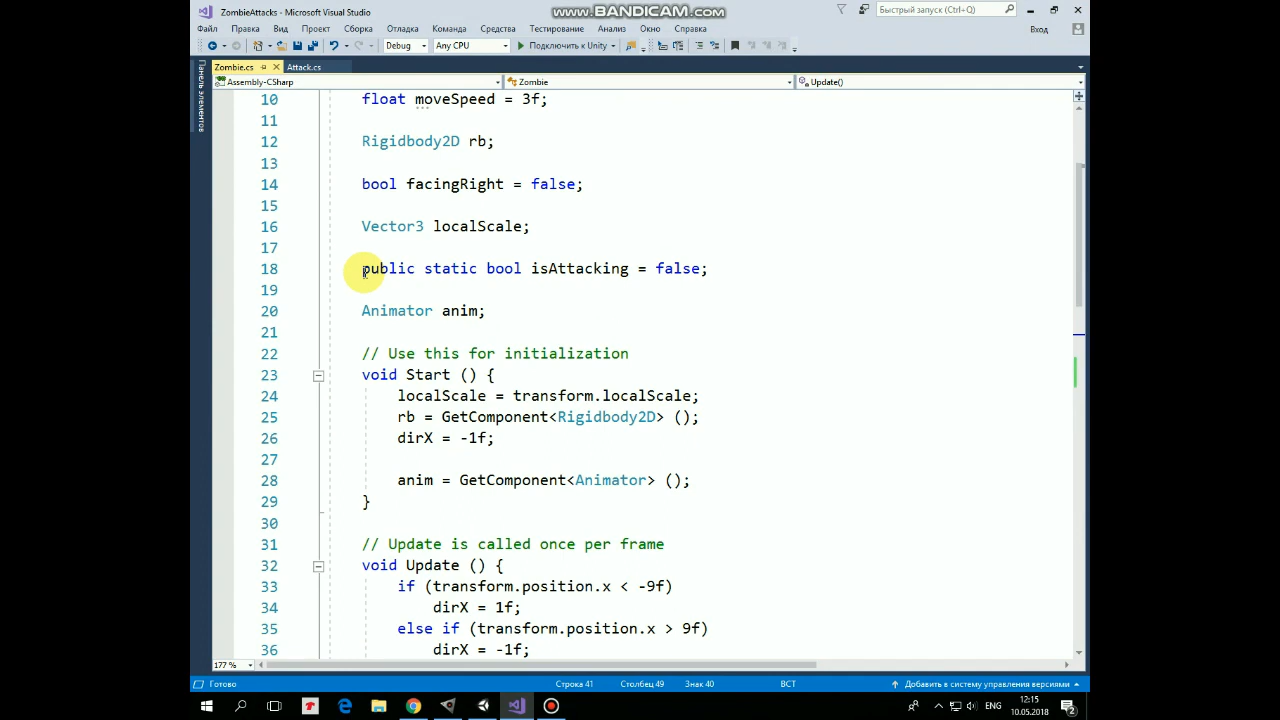 ZombieAttacks - Microsoft Visual Studio
www.BANDICAM.com
Быстрый запуск (Ctrl+Q)
Файл Правка Вид Проект Сборка Отладка Команда Средства Тестирование Анализ Окно Справка Вход
Debug Any CPU Подключить к Unity
Панель элементов
Zombie.cs Attack.cs
Assembly-CSharp Zombie Update()
10 float moveSpeed = 3f;
11
12 Rigidbody2D rb;
13
14 bool facingRight = false;
15
16 Vector3 localScale;
17
18 public static bool isAttacking = false;
19
20 Animator anim;
21
22 // Use this for initialization
23 void Start () {
24 localScale = transform.localScale;
25 rb = GetComponent<Rigidbody2D> ();
26 dirX = -1f;
27
28 anim = GetComponent<Animator> ();
29 }
30
31 // Update is called once per frame
32 void Update () {
33 if (transform.position.x < -9f)
34 dirX = 1f;
35 else if (transform.position.x > 9f)
36 dirX = -1f;
177 %
Готово Строка 41 Столбец 49 Знак 40 ВСТ Добавить в систему управления версиями
ENG 12:15
10.05.2018 2